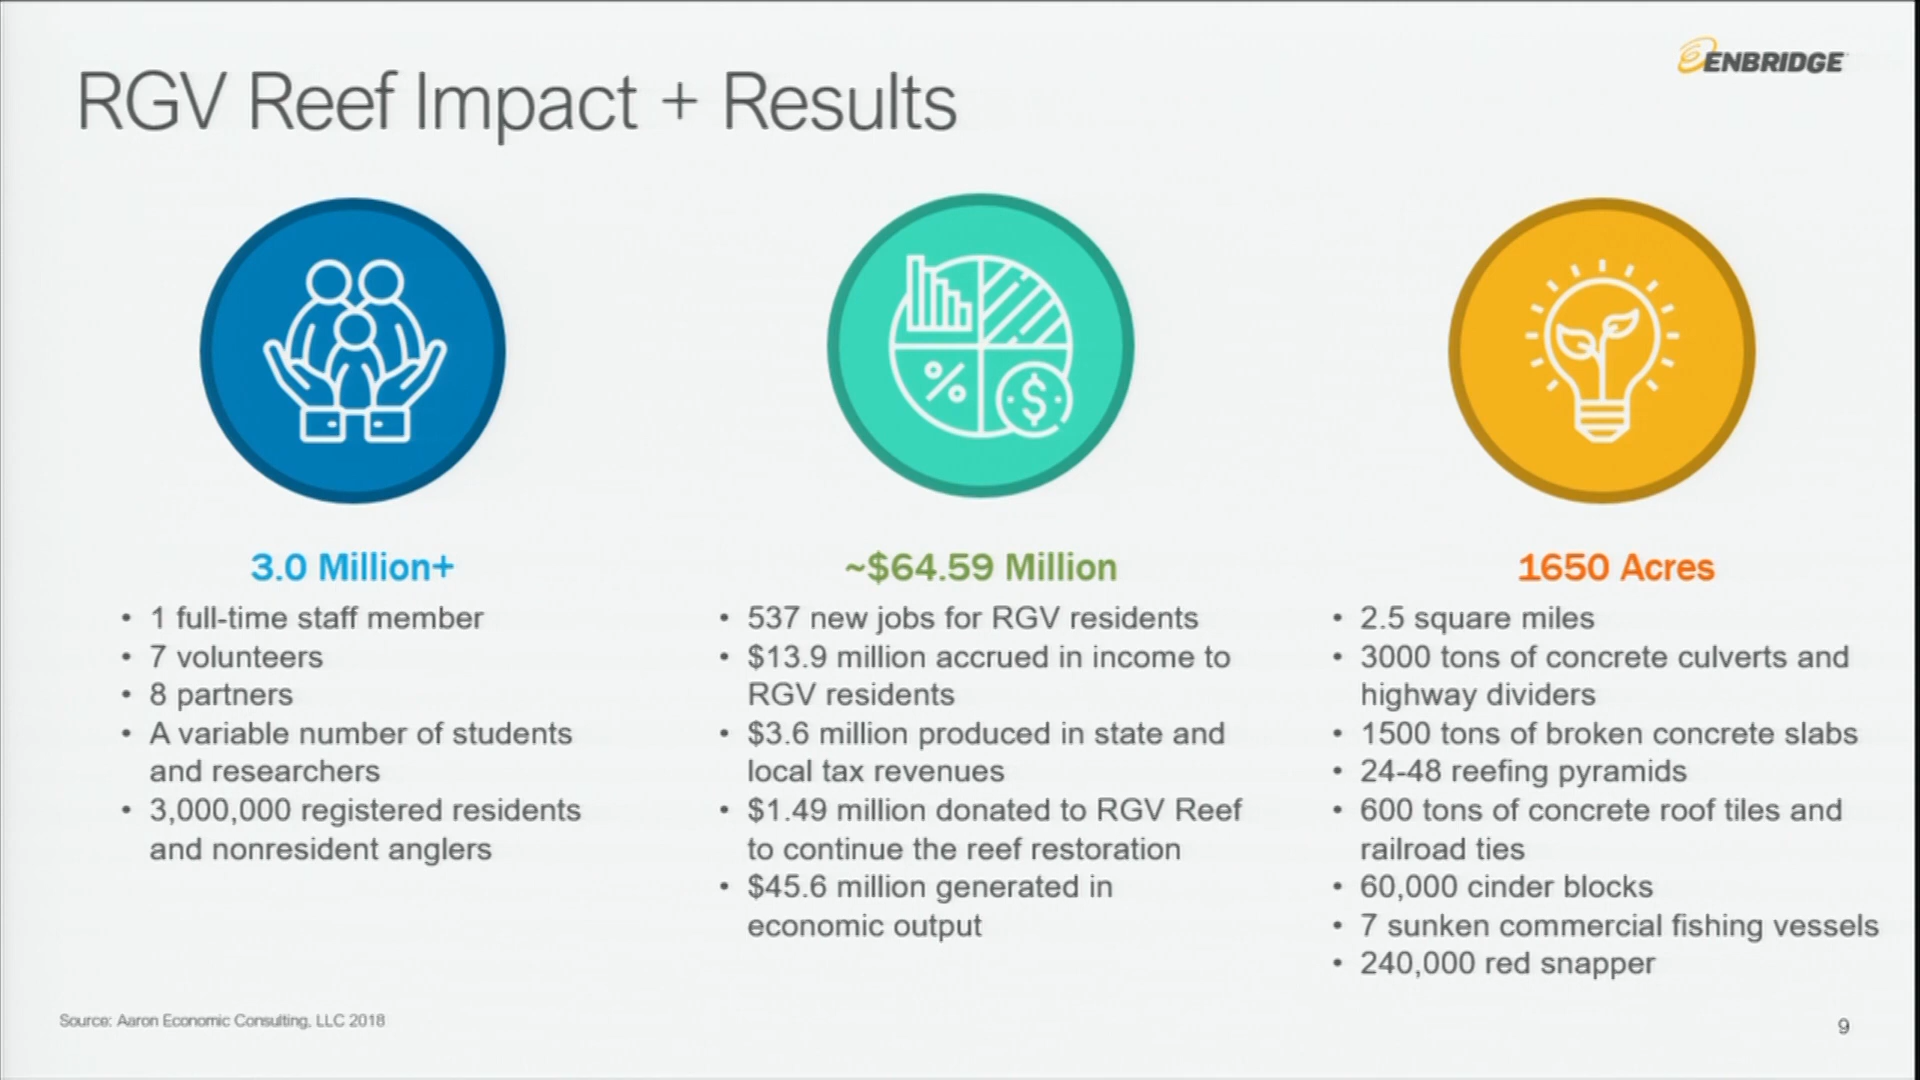 ENBRIDGE
RGV Reef Impact + Results
%
$
3.0 Million+
• 1 full-time staff member
• 7 volunteers
• 8 partners
• A variable number of students
and researchers
• 3,000,000 registered residents
and nonresident anglers
~$64.59 Million
• 537 new jobs for RGV residents
• $13.9 million accrued in income to
RGV residents
• $3.6 million produced in state and
local tax revenues
• $1.49 million donated to RGV Reef
to continue the reef restoration
• $45.6 million generated in
economic output
1650 Acres
• 2.5 square miles
• 3000 tons of concrete culverts and
highway dividers
• 1500 tons of broken concrete slabs
• 24-48 reefing pyramids
• 600 tons of concrete roof tiles and
railroad ties
• 60,000 cinder blocks
• 7 sunken commercial fishing vessels
• 240,000 red snapper
Source: Aaron Economic Consulting, LLC 2018
9